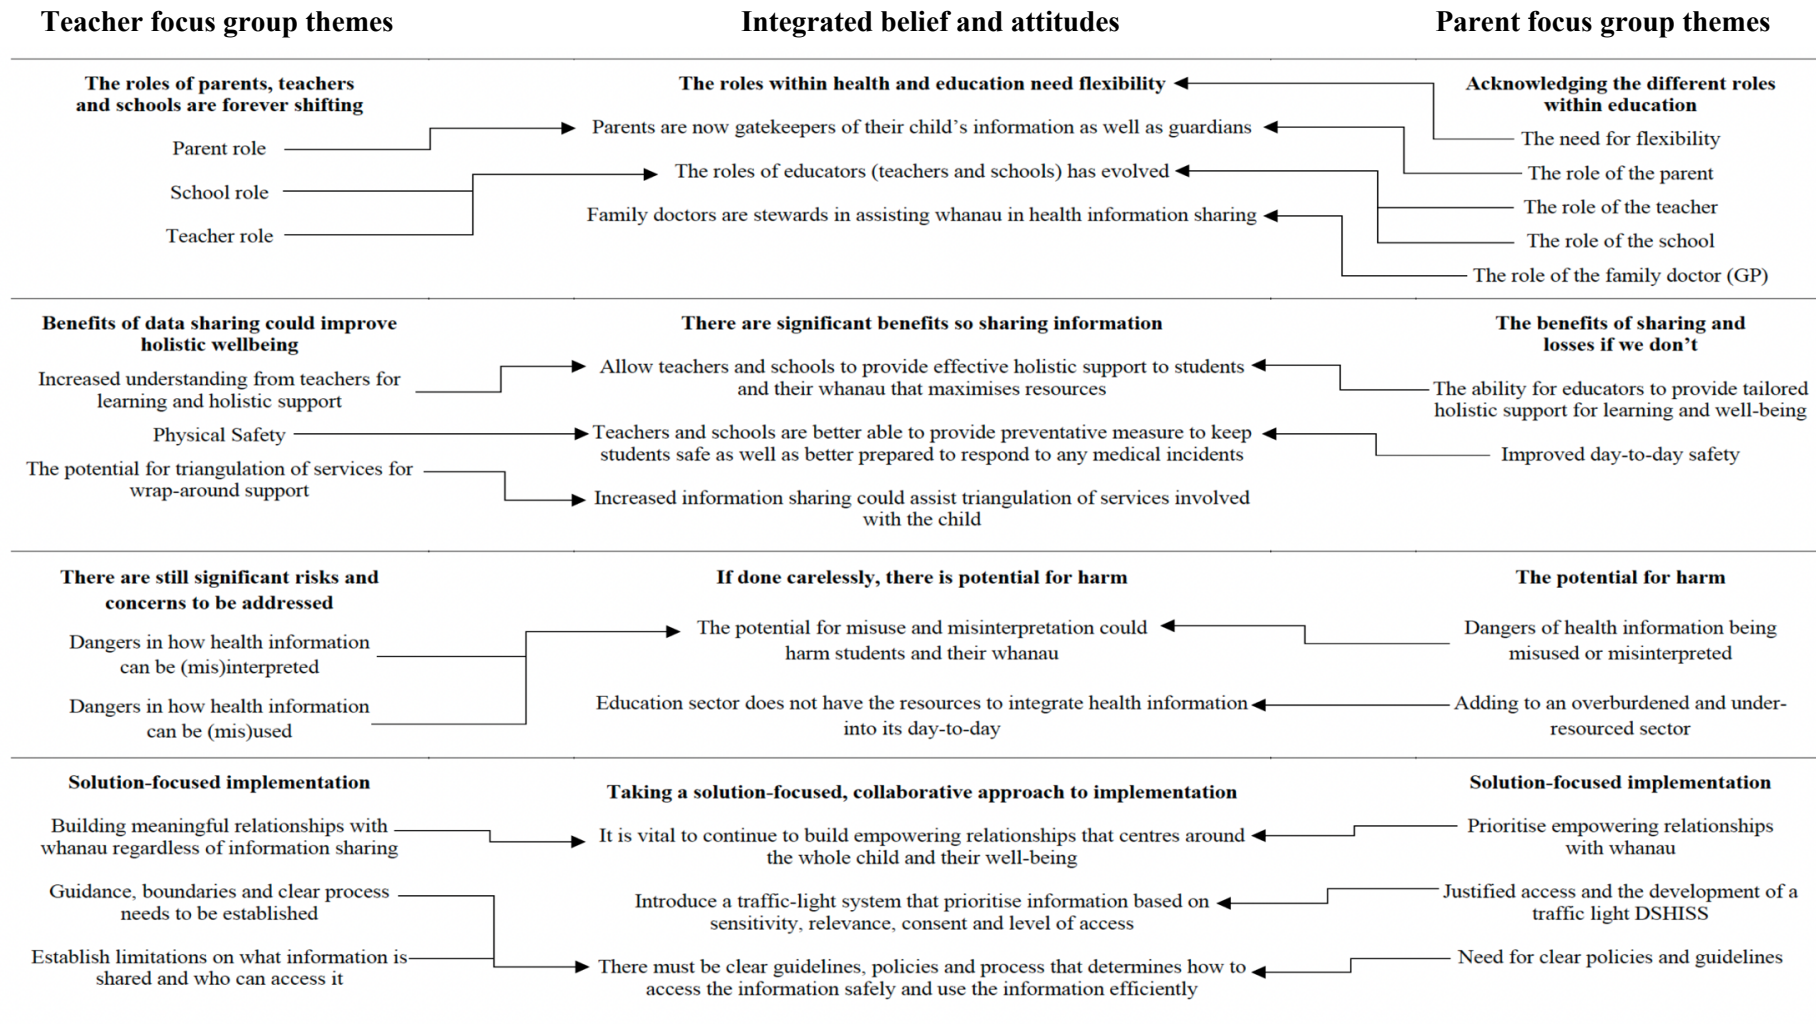 Teacher focus group themes
Integrated belief and attitudes
Parent focus group themes
The roles of parents, teachers
and schools are forever shifting
Parent role
School role
Teacher role
The roles within health and education need flexibility
Parents are now gatekeepers of their child's information as well as guardians
The roles of educators (teachers and schools) has evolved
Family doctors are stewards in assisting whanau in health information sharing
Acknowledging the different roles
within education
The need for flexibility
The role of the parent
The role of the teacher
The role of the school
The role of the family doctor (GP)
Benefits of data sharing could improve
holistic wellbeing
Increased understanding from teachers for
learning and holistic support
Physical Safety
The potential for triangulation of services for
wrap-around support
There are significant benefits so sharing information
Allow teachers and schools to provide effective holistic support to students
and their whanau that maximises resources
Teachers and schools are better able to provide preventative measure to keep
students safe as well as better prepared to respond to any medical incidents
Increased information sharing could assist triangulation of services involved
with the child
The benefits of sharing and
losses if we don't
The ability for educators to provide tailored
holistic support for learning and well-being
Improved day-to-day safety
There are still significant risks and
concerns to be addressed
Dangers in how health information
can be (mis)interpreted
Dangers in how health information
can be (mis)used
If done carelessly, there is potential for harm
The potential for misuse and misinterpretation could
harm students and their whanau
Education sector does not have the resources to integrate health information
into its day-to-day
The potential for harm
Dangers of health information being
misused or misinterpreted
Adding to an overburdened and under-
resourced sector
Solution-focused implementation
Building meaningful relationships with
whanau regardless of information sharing
Guidance, boundaries and clear process
needs to be established
Establish limitations on what information is
shared and who can access it
Taking a solution-focused, collaborative approach to implementation
It is vital to continue to build empowering relationships that centres around
the whole child and their well-being
Introduce a traffic-light system that prioritise information based on
sensitivity, relevance, consent and level of access
There must be clear guidelines, policies and process that determines how to
access the information safely and use the information efficiently
Solution-focused implementation
Prioritise empowering relationships
with whanau
Justified access and the development of a
traffic light DSHISS
Need for clear policies and guidelines